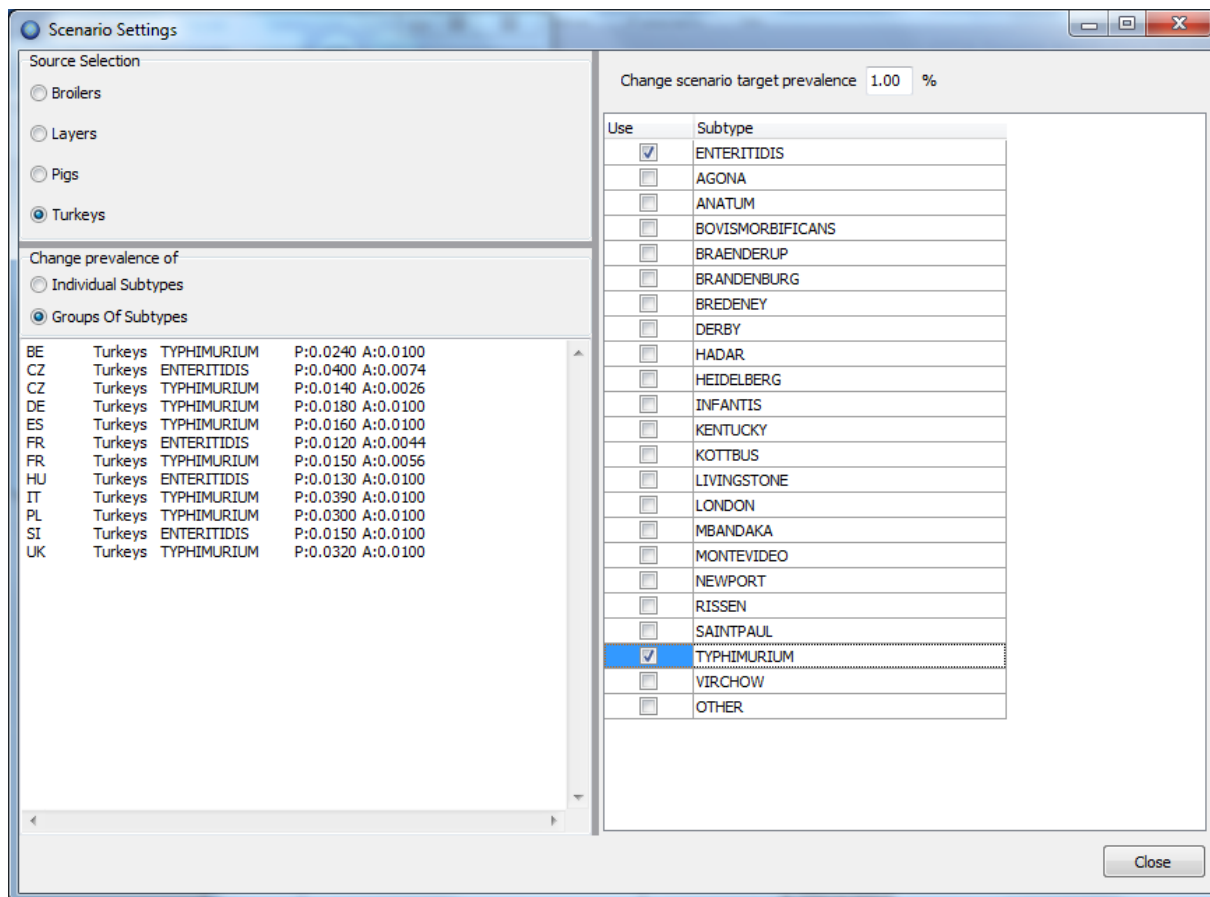 Scenario Settings
Source Selection
Broilers
Layers
Pigs
Turkeys
Change prevalence of
Individual Subtypes
Groups Of Subtypes
BE Turkeys TYPHIMURIUM P:0.0240 A:0.0100
CZ Turkeys ENTERITIDIS P:0.0400 A:0.0074
CZ Turkeys TYPHIMURIUM P:0.0140 A:0.0026
DE Turkeys TYPHIMURIUM P:0.0180 A:0.0100
ES Turkeys TYPHIMURIUM P:0.0160 A:0.0100
FR Turkeys ENTERITIDIS P:0.0120 A:0.0044
FR Turkeys TYPHIMURIUM P:0.0150 A:0.0056
HU Turkeys ENTERITIDIS P:0.0130 A:0.0100
IT Turkeys TYPHIMURIUM P:0.0390 A:0.0100
PL Turkeys TYPHIMURIUM P:0.0300 A:0.0100
SI Turkeys ENTERITIDIS P:0.0150 A:0.0100
UK Turkeys TYPHIMURIUM P:0.0320 A:0.0100
Change scenario target prevalence 1.00 %
Use Subtype
ENTERITIDIS
AGONA
ANATUM
BOVISMORBIFICANS
BRAENDERUP
BRANDENBURG
BREDENEY
DERBY
HADAR
HEIDELBERG
INFANTIS
KENTUCKY
KOTTBUS
LIVINGSTONE
LONDON
MBANDAKA
MONTEVIDEO
NEWPORT
RISSEN
SAINTPAUL
TYPHIMURIUM
VIRCHOW
OTHER
Close